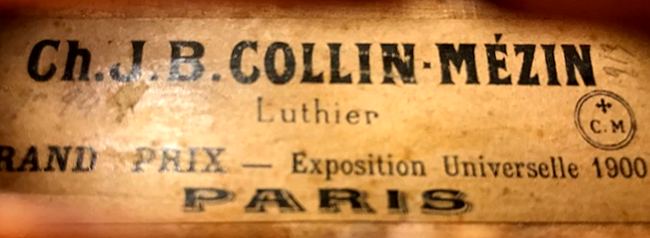 Ch. J. B. COLLIN-MÉZIN
Luthier
C. M
RAND PRIX — Exposition Universelle 1900
PARIS